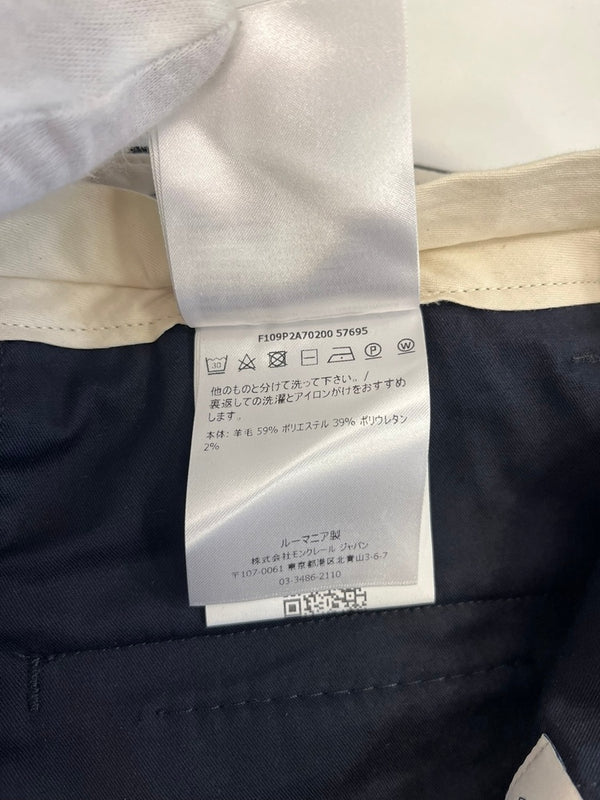 F109P2A70200 57695
30 P W
他のものと分けて洗って下さい。/
裏返しての洗濯とアイロンがけをおすすめ
します。
本体: 羊毛 59% ポリエステル 39% ポリウレタン
2%
ルーマニア製
株式会社モンクレール ジャパン
〒107-0061 東京都港区北青山3-6-7
03-3486-2110